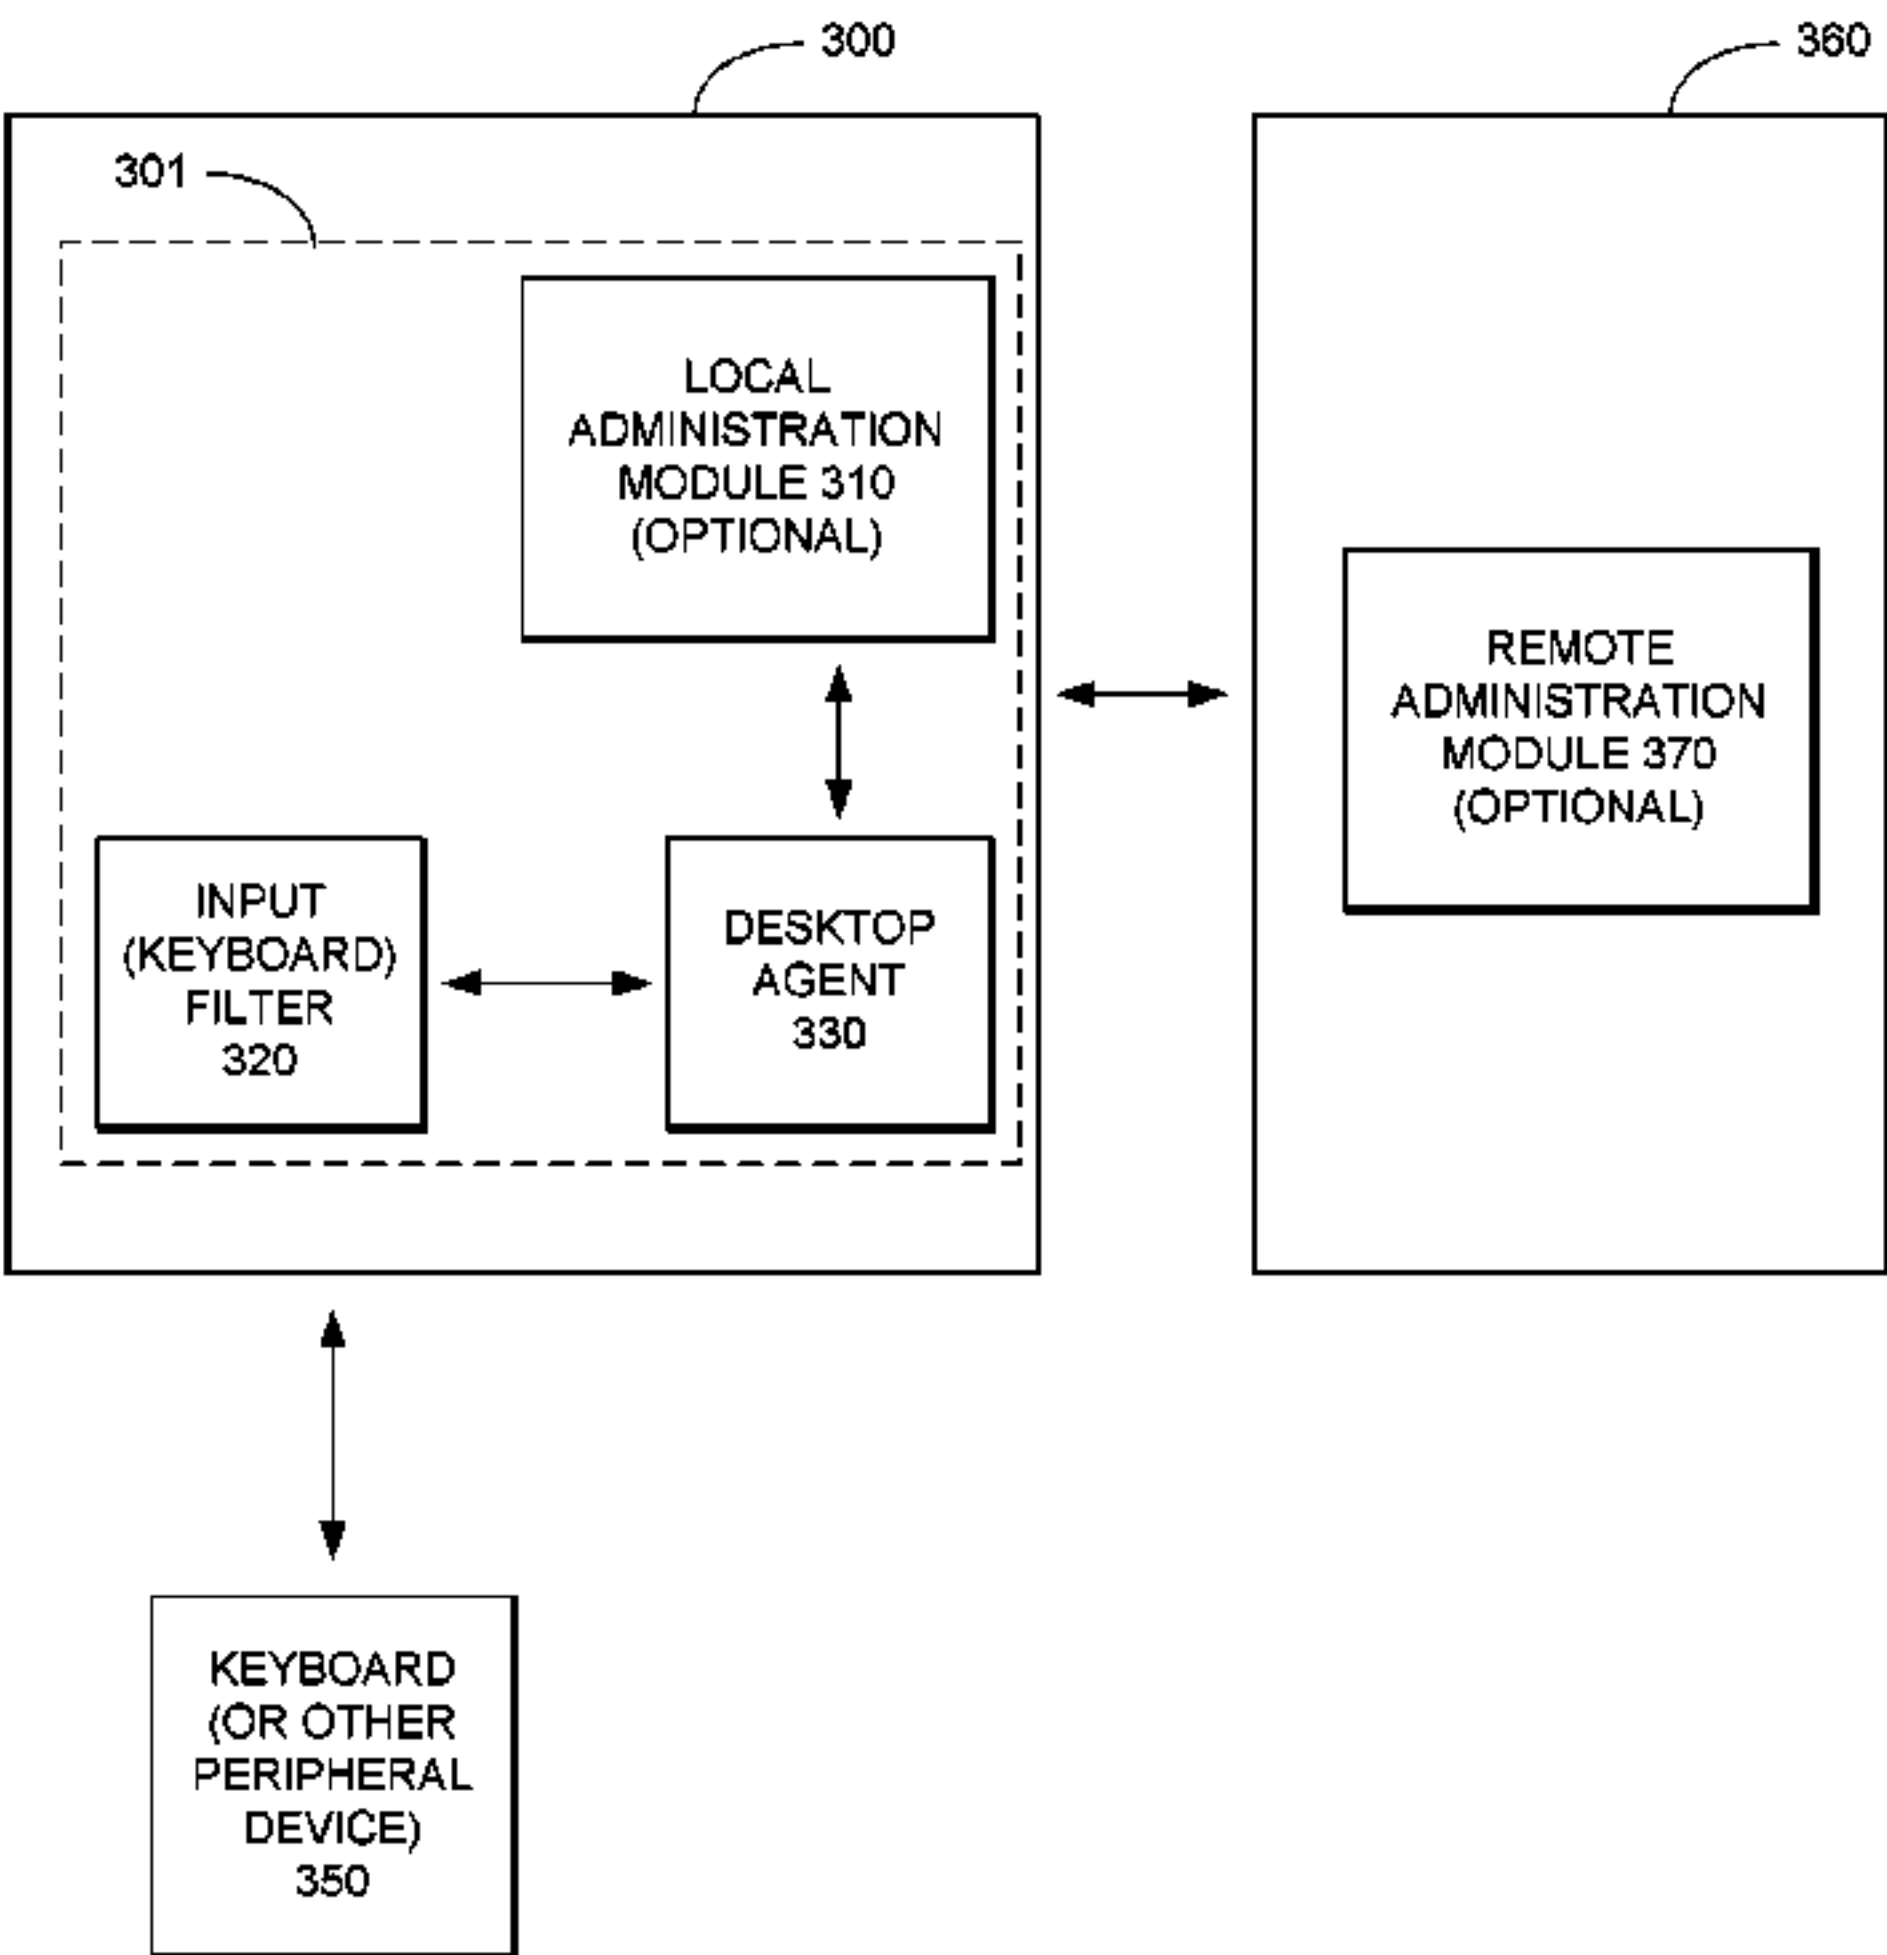 300
360
301
LOCAL
ADMINISTRATION
MODULE 310
(OPTIONAL)
REMOTE
ADMINISTRATION
MODULE 370
(OPTIONAL)
INPUT
(KEYBOARD)
FILTER
320
DESKTOP
AGENT
330
KEYBOARD
(OR OTHER
PERIPHERAL
DEVICE)
350